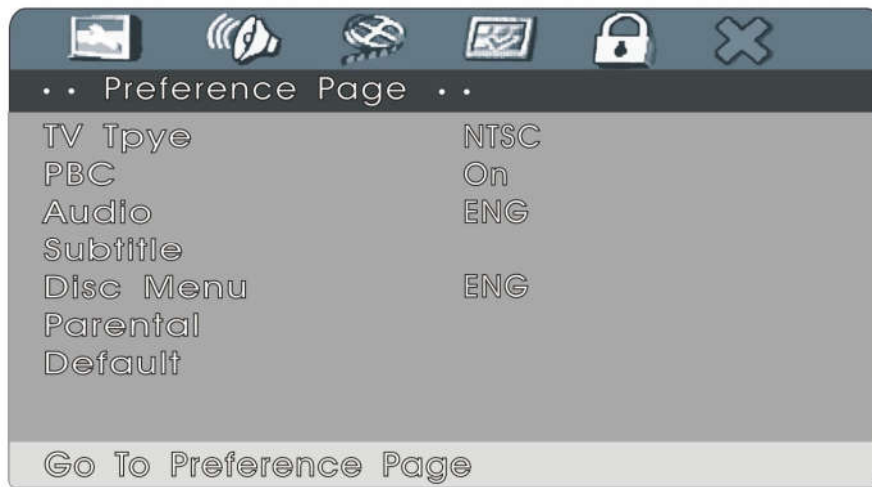 • • Preference Page • •
TV Tpye NTSC
PBC On
Audio ENG
Subtitle
Disc Menu ENG
Parental
Default
Go To Preference Page